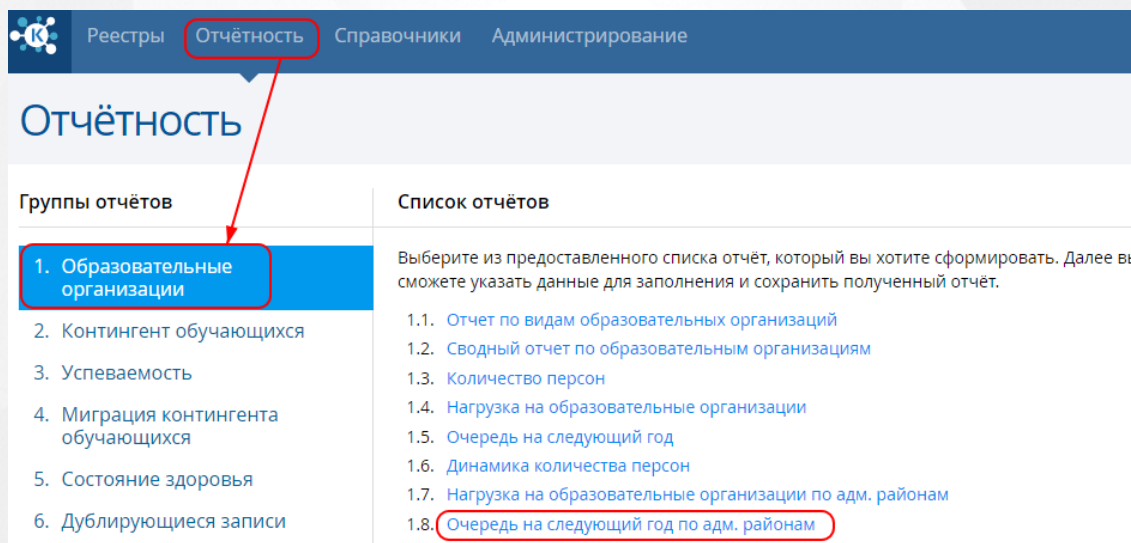 К Реестры Отчётность Справочники Администрирование
Отчётность
Группы отчётов
1. Образовательные
организации
2. Контингент обучающихся
3. Успеваемость
4. Миграция контингента
обучающихся
5. Состояние здоровья
6. Дублирующиеся записи
Список отчётов
Выберите из предоставленного списка отчёт, который вы хотите сформировать. Далее вы
сможете указать данные для заполнения и сохранить полученный отчёт.
1.1. Отчет по видам образовательных организаций
1.2. Сводный отчет по образовательным организациям
1.3. Количество персон
1.4. Нагрузка на образовательные организации
1.5. Очередь на следующий год
1.6. Динамика количества персон
1.7. Нагрузка на образовательные организации по адм. районам
1.8. Очередь на следующий год по адм. районам